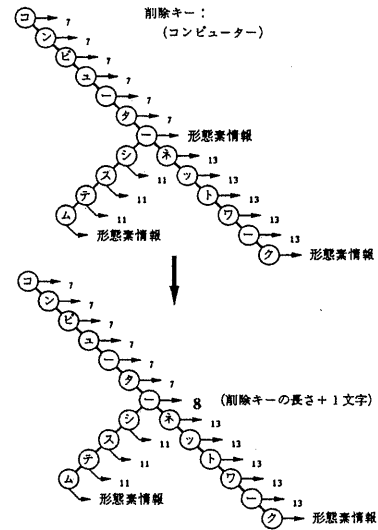 削除キー：
（コンピューター）
コ 7
ン 7
ピ 7
ュ 7
ー 7
タ 7
ー 形態素情報
シ 11 ネ 13
ス 11 ッ 13
テ 11 ト 13
ム 形態素情報 ワ 13
ー 13
ク 形態素情報
コ 7
ン 7
ピ 7
ュ 7
ー 7
タ 7
ー 8 （削除キーの長さ＋１文字）
シ 11 ネ 13
ス 11 ッ 13
テ 11 ト 13
ム 形態素情報 ワ 13
ー 13
ク 形態素情報